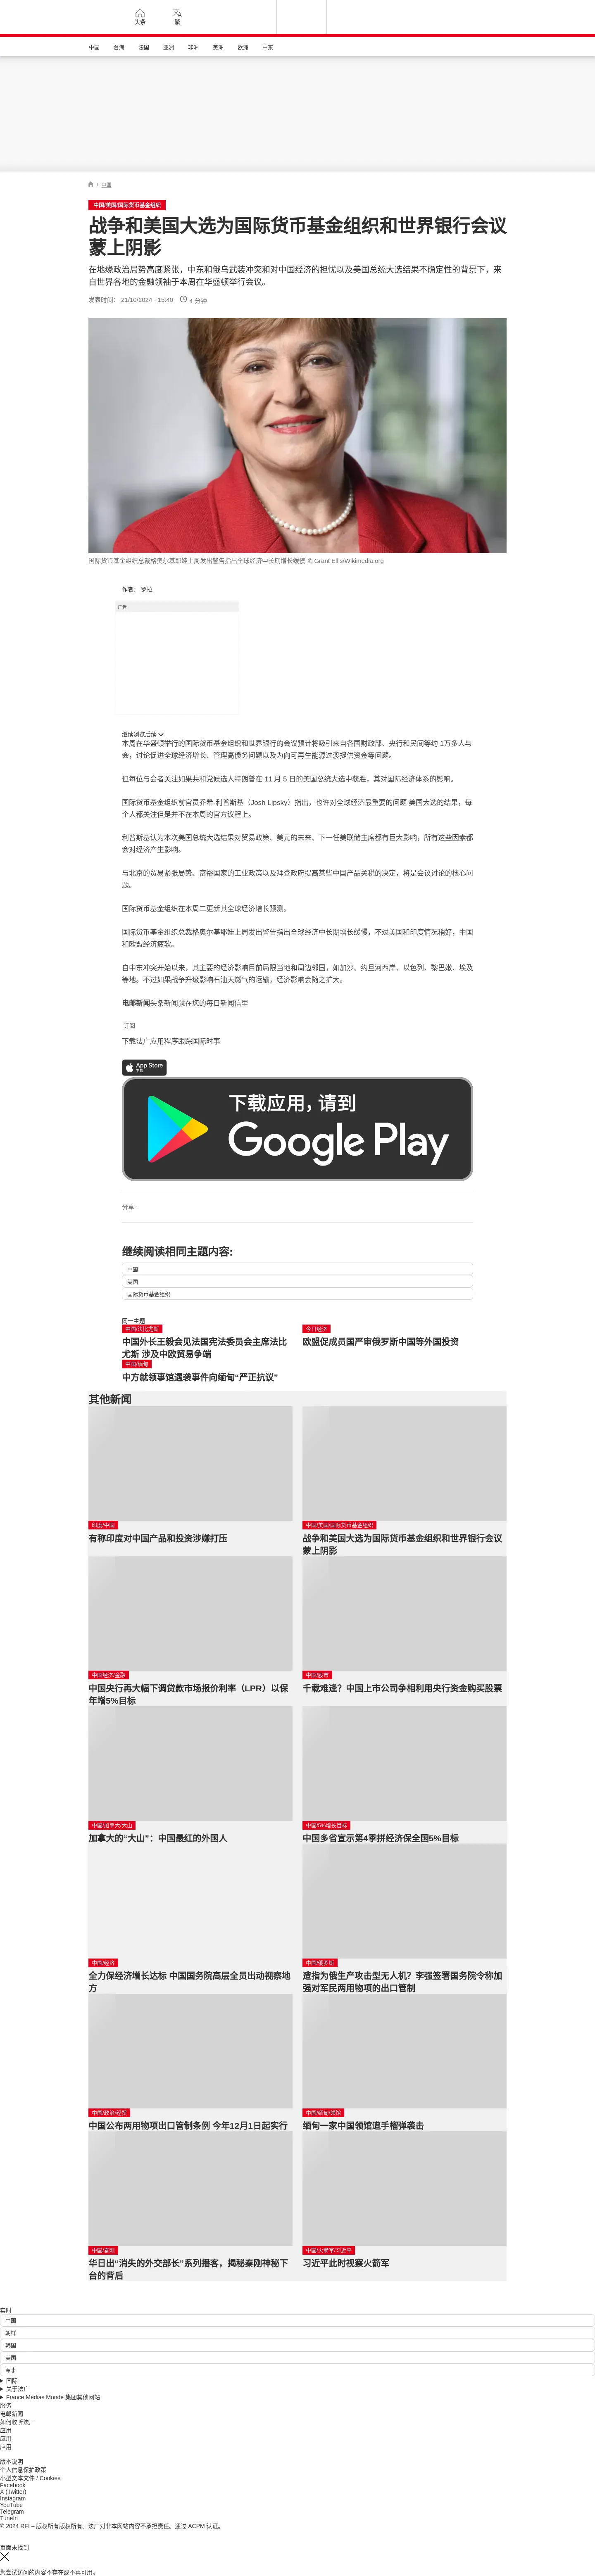 头条
繁
中国
台海
法国
亚洲
非洲
美洲
欧洲
中东
/ 中国
中国/美国/国际货币基金组织
战争和美国大选为国际货币基金组织和世界银行会议
蒙上阴影
在地缘政治局势高度紧张，中东和俄乌武装冲突和对中国经济的担忧以及美国总统大选结果不确定性的背景下，来
自世界各地的金融领袖于本周在华盛顿举行会议。
发表时间： 21/10/2024 - 15:40 4 分钟
国际货币基金组织总裁格奥尔基耶娃上周发出警告指出全球经济中长期增长缓慢 © Grant Ellis/Wikimedia.org
作者： 罗拉
广告
继续浏览后续
本周在华盛顿举行的国际货币基金组织和世界银行的会议预计将吸引来自各国财政部、央行和民间等约 1万多人与
会，讨论促进全球经济增长、管理高债务问题以及为向可再生能源过渡提供资金等问题。
但每位与会者关注如果共和党候选人特朗普在 11 月 5 日的美国总统大选中获胜，其对国际经济体系的影响。
国际货币基金组织前官员乔希-利普斯基（Josh Lipsky）指出，也许对全球经济最重要的问题 美国大选的结果，每
个人都关注但是并不在本周的官方议程上。
利普斯基认为本次美国总统大选结果对贸易政策、美元的未来、下一任美联储主席都有巨大影响，所有这些因素都
会对经济产生影响。
与北京的贸易紧张局势、富裕国家的工业政策以及拜登政府提高某些中国产品关税的决定，将是会议讨论的核心问
题。
国际货币基金组织在本周二更新其全球经济增长预测。
国际货币基金组织总裁格奥尔基耶娃上周发出警告指出全球经济中长期增长缓慢，不过美国和印度情况稍好，中国
和欧盟经济疲软。
自中东冲突开始以来，其主要的经济影响目前局限当地和周边邻国，如加沙、约旦河西岸、以色列、黎巴嫩、埃及
等地。不过如果战争升级影响石油天然气的运输，经济影响会随之扩大。
电邮新闻头条新闻就在您的每日新闻信里
订阅
下载法广应用程序跟踪国际时事
App Store
下载
下载应用，请到
Google Play
分享 :
继续阅读相同主题内容:
中国
美国
国际货币基金组织
同一主题
中国/法比尤斯
中国外长王毅会见法国宪法委员会主席法比
尤斯 涉及中欧贸易争端
今日经济
欧盟促成员国严审俄罗斯中国等外国投资
中国/缅甸
中方就领事馆遇袭事件向缅甸“严正抗议”
其他新闻
印度/中国
有称印度对中国产品和投资涉嫌打压
中国/美国/国际货币基金组织
战争和美国大选为国际货币基金组织和世界银行会议
蒙上阴影
中国经济/金融
中国央行再大幅下调贷款市场报价利率（LPR）以保
年增5%目标
中国/股市
千载难逢？中国上市公司争相利用央行资金购买股票
中国/加拿大/大山
加拿大的“大山”：中国最红的外国人
中国/5%增长目标
中国多省宣示第4季拼经济保全国5%目标
中国/经济
全力保经济增长达标 中国国务院高层全员出动视察地
方
中国/俄罗斯
遭指为俄生产攻击型无人机？李强签署国务院令称加
强对军民两用物项的出口管制
中国/政治/经贸
中国公布两用物项出口管制条例 今年12月1日起实行
中国/缅甸/领馆
缅甸一家中国领馆遭手榴弹袭击
中国/秦刚
华日出“消失的外交部长”系列播客，揭秘秦刚神秘下
台的背后
中国/火箭军/习近平
习近平此时视察火箭军
实时
中国
朝鲜
韩国
美国
军事
国际
关于法广
France Médias Monde 集团其他网站
服务
电邮新闻
如何收听法广
应用
应用
应用
版本说明
个人信息保护政策
小型文本文件 / Cookies
Facebook
X (Twitter)
Instagram
YouTube
Telegram
TuneIn
© 2024 RFI – 版权所有版权所有。法广对非本网站内容不承担责任。通过 ACPM 认证。
页面未找到
您尝试访问的内容不存在或不再可用。